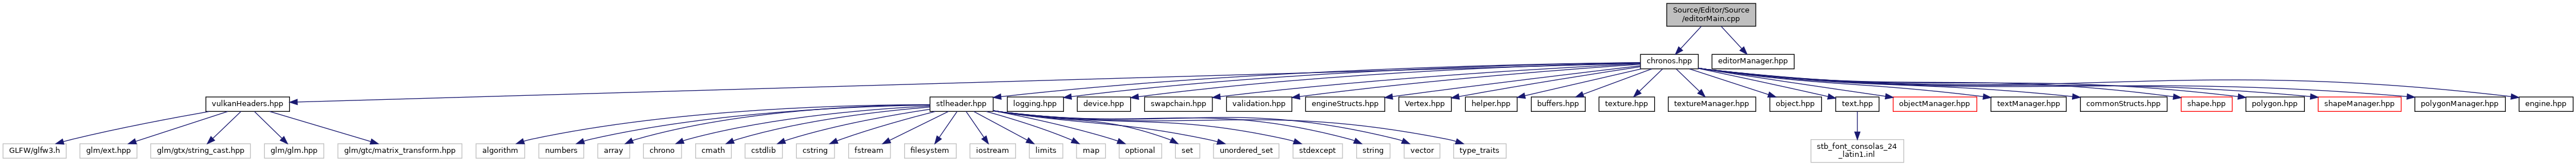 Source/Editor/Source
/editorMain.cpp
chronos.hpp
editorManager.hpp
vulkanHeaders.hpp
stlheader.hpp
logging.hpp
device.hpp
swapchain.hpp
validation.hpp
engineStructs.hpp
Vertex.hpp
helper.hpp
buffers.hpp
texture.hpp
textureManager.hpp
object.hpp
text.hpp
objectManager.hpp
textManager.hpp
commonStructs.hpp
shape.hpp
polygon.hpp
shapeManager.hpp
polygonManager.hpp
engine.hpp
GLFW/glfw3.h
glm/ext.hpp
glm/gtx/string_cast.hpp
glm/glm.hpp
glm/gtc/matrix_transform.hpp
algorithm
numbers
array
chrono
cmath
cstdlib
cstring
fstream
filesystem
iostream
limits
map
optional
set
unordered_set
stdexcept
string
vector
type_traits
stb_font_consolas_24
_latin1.inl